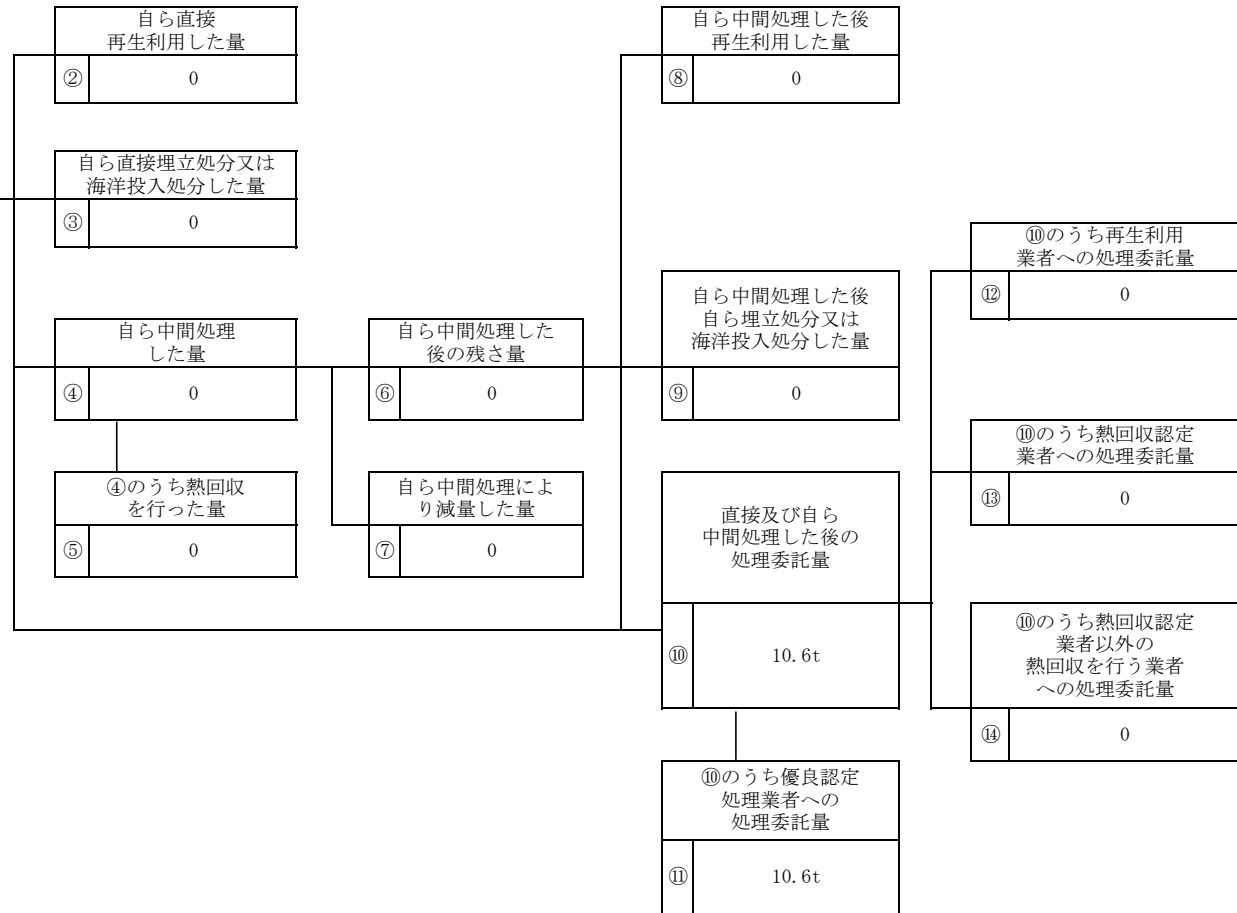 自ら直接
再生利用した量
② 0
自ら直接埋立処分又は
海洋投入処分した量
③ 0
自ら中間処理
した量
④ 0
④のうち熱回収
を行った量
⑤ 0
自ら中間処理した
後の残さ量
⑥ 0
自ら中間処理によ
り減量した量
⑦ 0
自ら中間処理した後
再生利用した量
⑧ 0
自ら中間処理した後
自ら埋立処分又は
海洋投入処分した量
⑨ 0
直接及び自ら
中間処理した後の
処理委託量
⑩ 10.6t
⑩のうち優良認定
処理業者への
処理委託量
⑪ 10.6t
⑩のうち再生利用
業者への処理委託量
⑫ 0
⑩のうち熱回収認定
業者への処理委託量
⑬ 0
⑩のうち熱回収認定
業者以外の
熱回収を行う業者
への処理委託量
⑭ 0